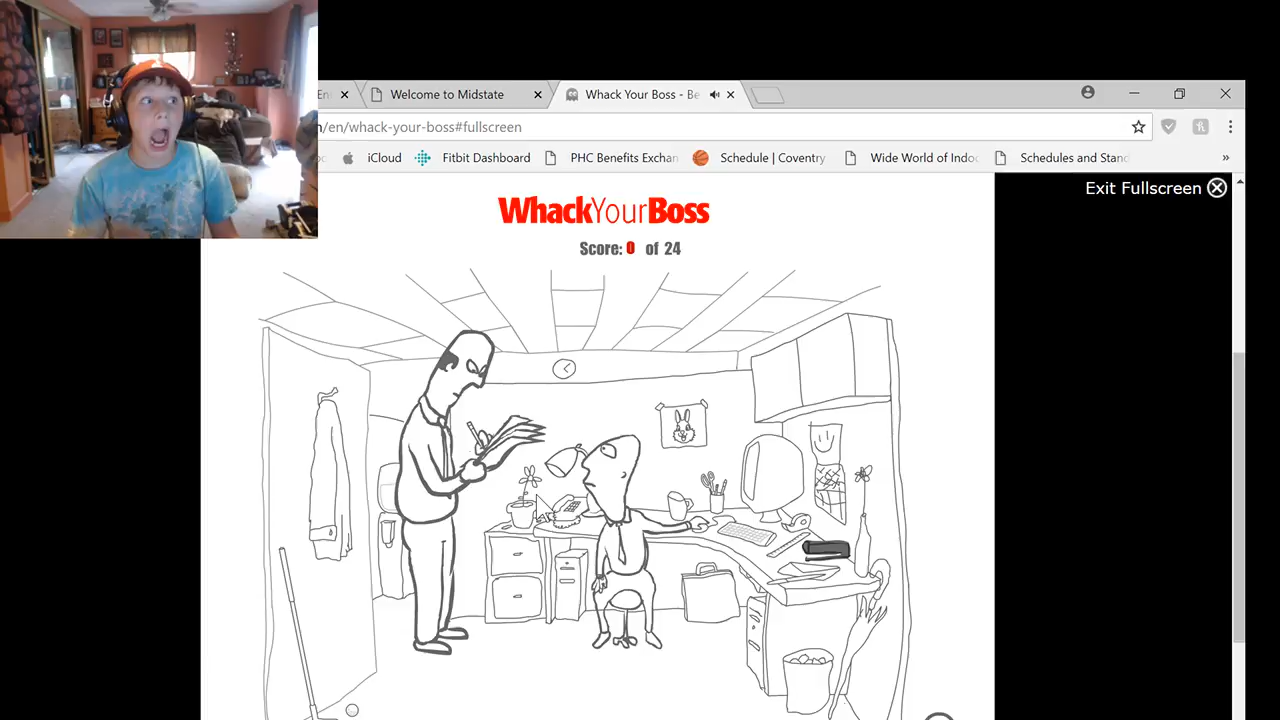 En
Welcome to Midstate
Whack Your Boss - Be
/en/whack-your-boss#fullscreen
iCloud
Fitbit Dashboard
PHC Benefits Exchan
Schedule | Coventry
Wide World of Indo
Schedules and Stand
»
Exit Fullscreen
WhackYourBoss
Score: 0 of 24